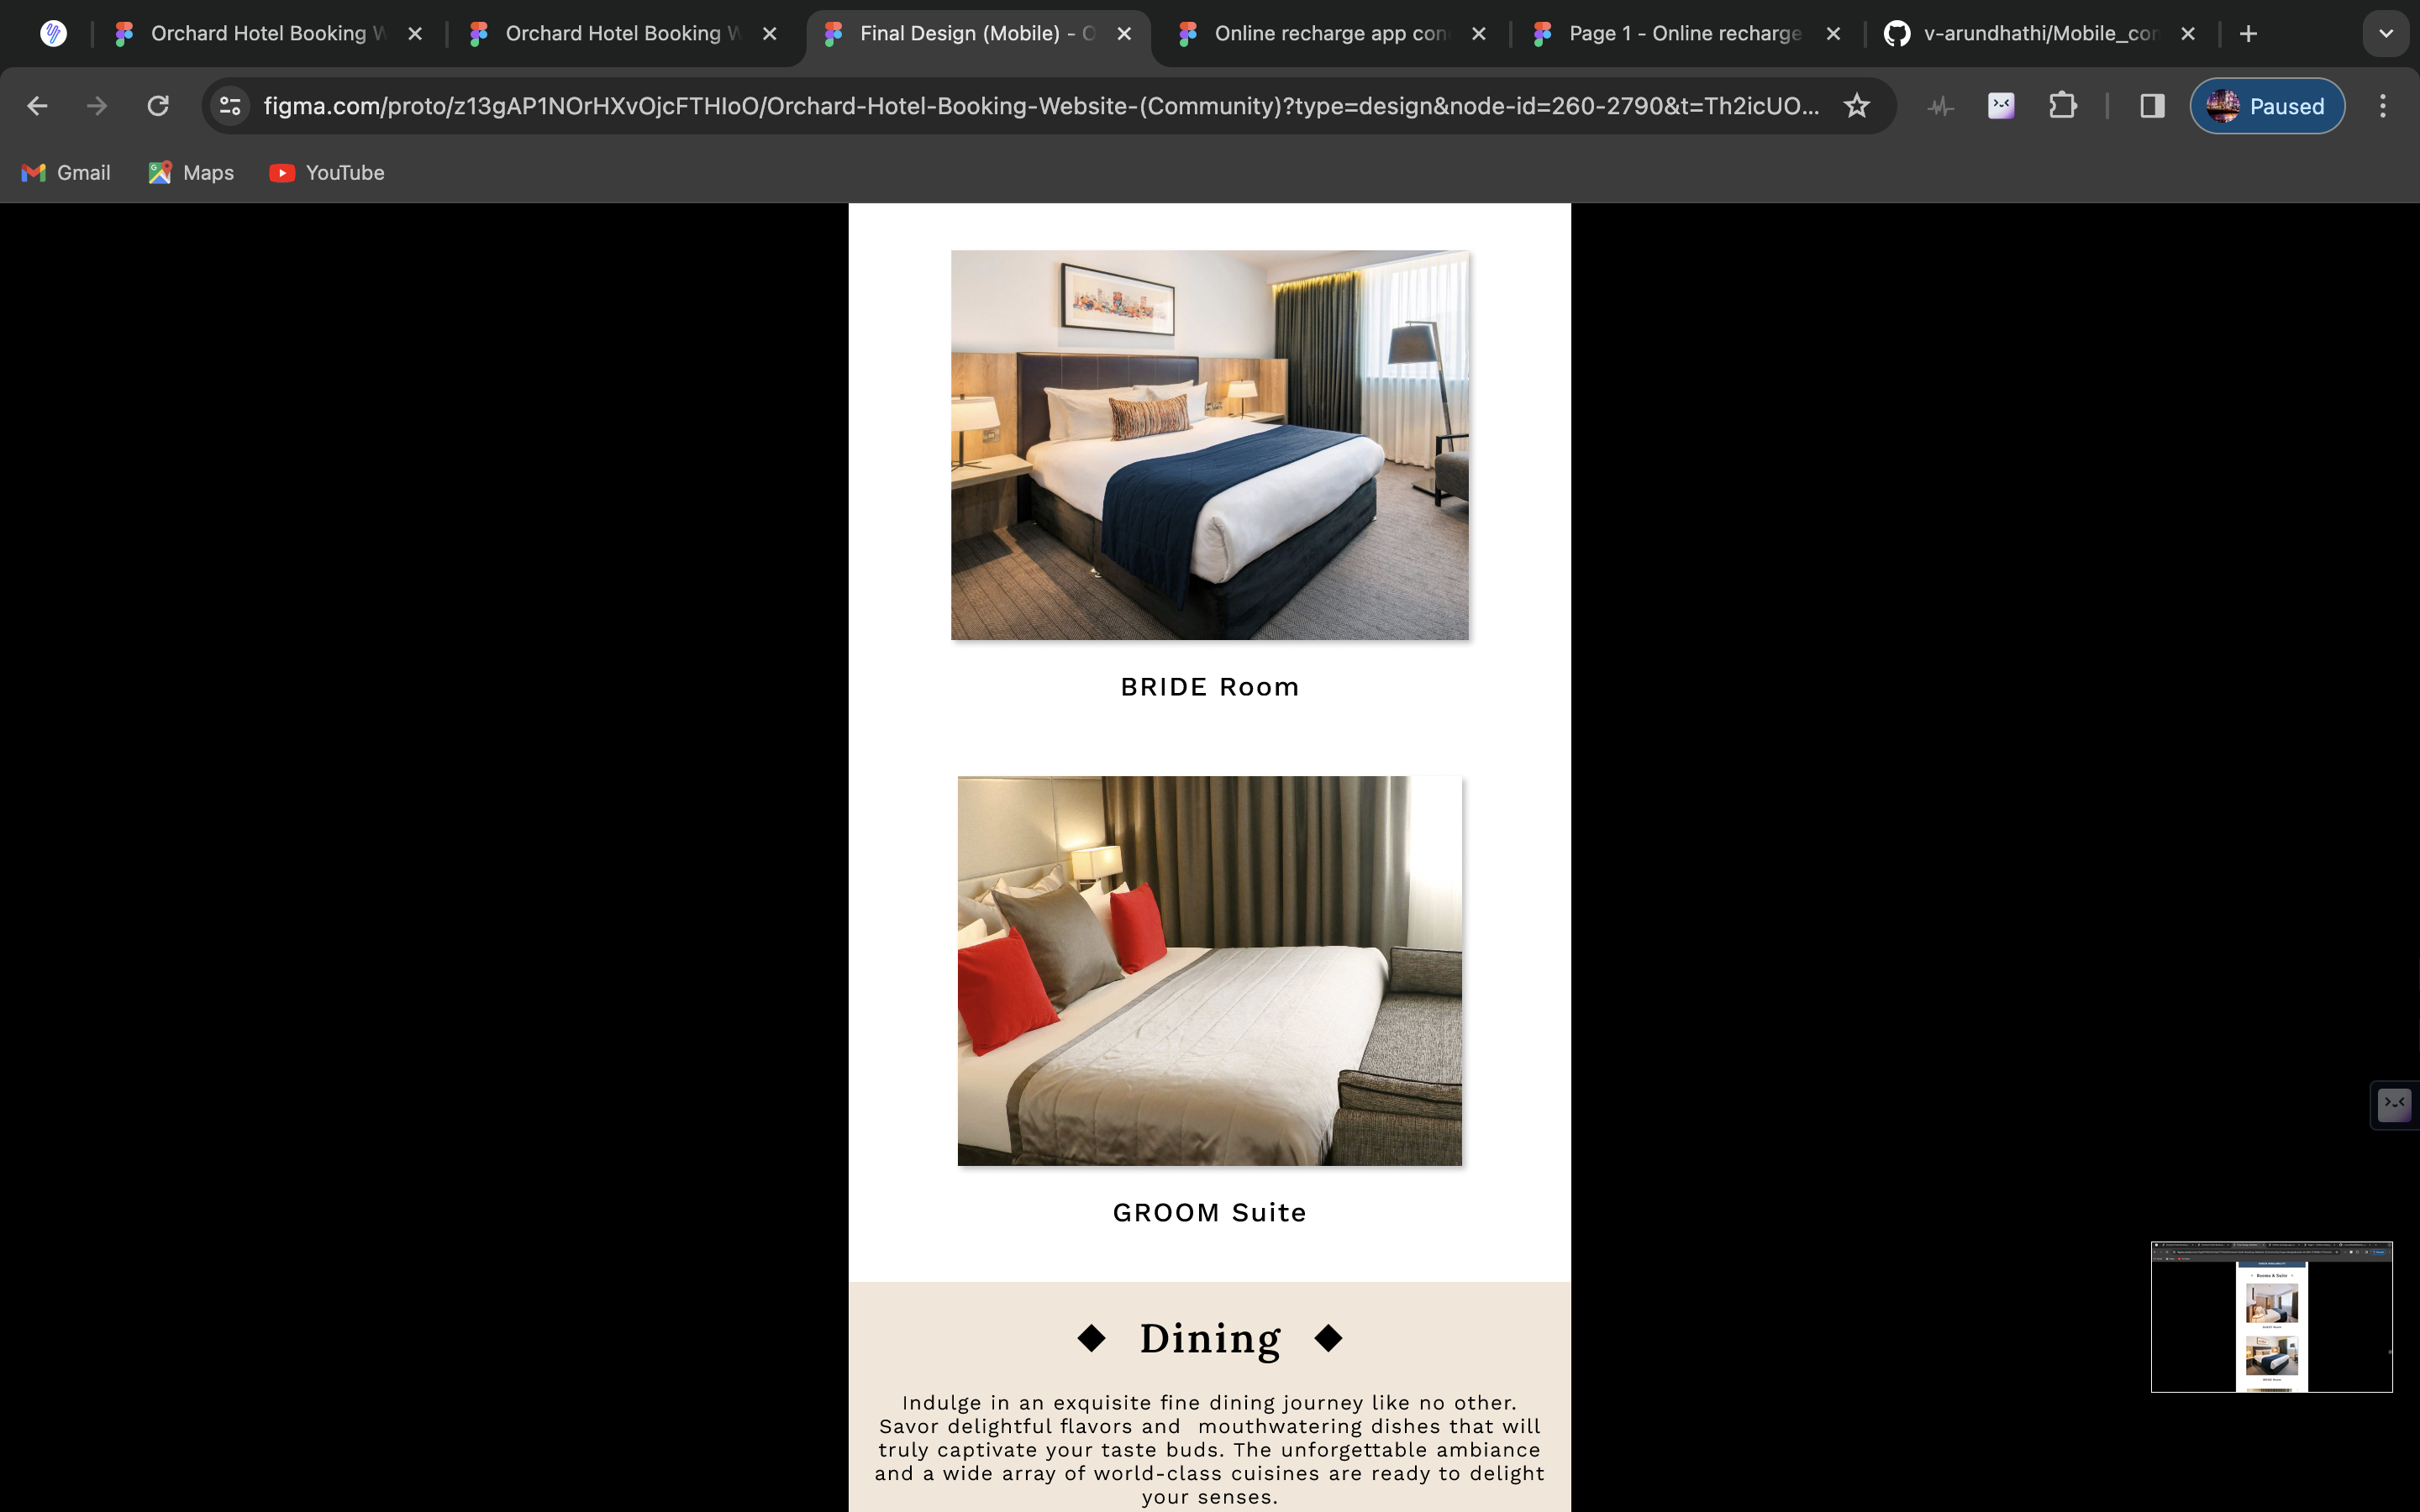 Orchard Hotel Booking W
Orchard Hotel Booking W
Final Design (Mobile) - O
Online recharge app con
Page 1 - Online recharge
v-arundhathi/Mobile_con
figma.com/proto/z13gAP1NOrHXvOjcFTHIoO/Orchard-Hotel-Booking-Website-(Community)?type=design&node-id=260-2790&t=Th2icUO...
Paused
Gmail
Maps
YouTube
BRIDE Room
GROOM Suite
Dining
Indulge in an exquisite fine dining journey like no other.
Savor delightful flavors and  mouthwatering dishes that will
truly captivate your taste buds. The unforgettable ambiance
and a wide array of world-class cuisines are ready to delight
your senses.
Rooms & Suits